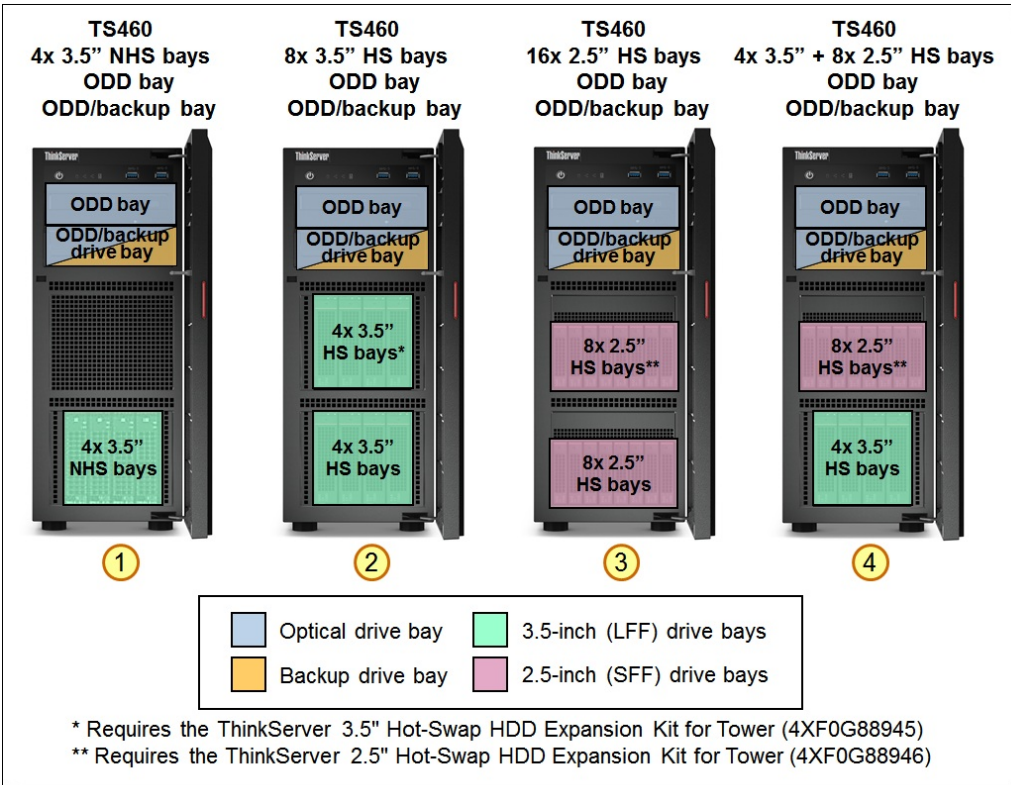 TS460
4x 3.5” NHS bays
ODD bay
ODD/backup bay
TS460
8x 3.5” HS bays
ODD bay
ODD/backup bay
TS460
16x 2.5” HS bays
ODD bay
ODD/backup bay
TS460
4x 3.5” + 8x 2.5” HS bays
ODD bay
ODD/backup bay
ThinkServer
ODD bay
ODD/backup
drive bay
4x 3.5”
NHS bays
1
ThinkServer
ODD bay
ODD/backup
drive bay
4x 3.5”
HS bays*
4x 3.5”
HS bays
2
ThinkServer
ODD bay
ODD/backup
drive bay
8x 2.5”
HS bays**
8x 2.5”
HS bays
3
ThinkServer
ODD bay
ODD/backup
drive bay
8x 2.5”
HS bays**
4x 3.5”
HS bays
4
Optical drive bay
3.5-inch (LFF) drive bays
Backup drive bay
2.5-inch (SFF) drive bays
* Requires the ThinkServer 3.5" Hot-Swap HDD Expansion Kit for Tower (4XF0G88945)
** Requires the ThinkServer 2.5" Hot-Swap HDD Expansion Kit for Tower (4XF0G88946)